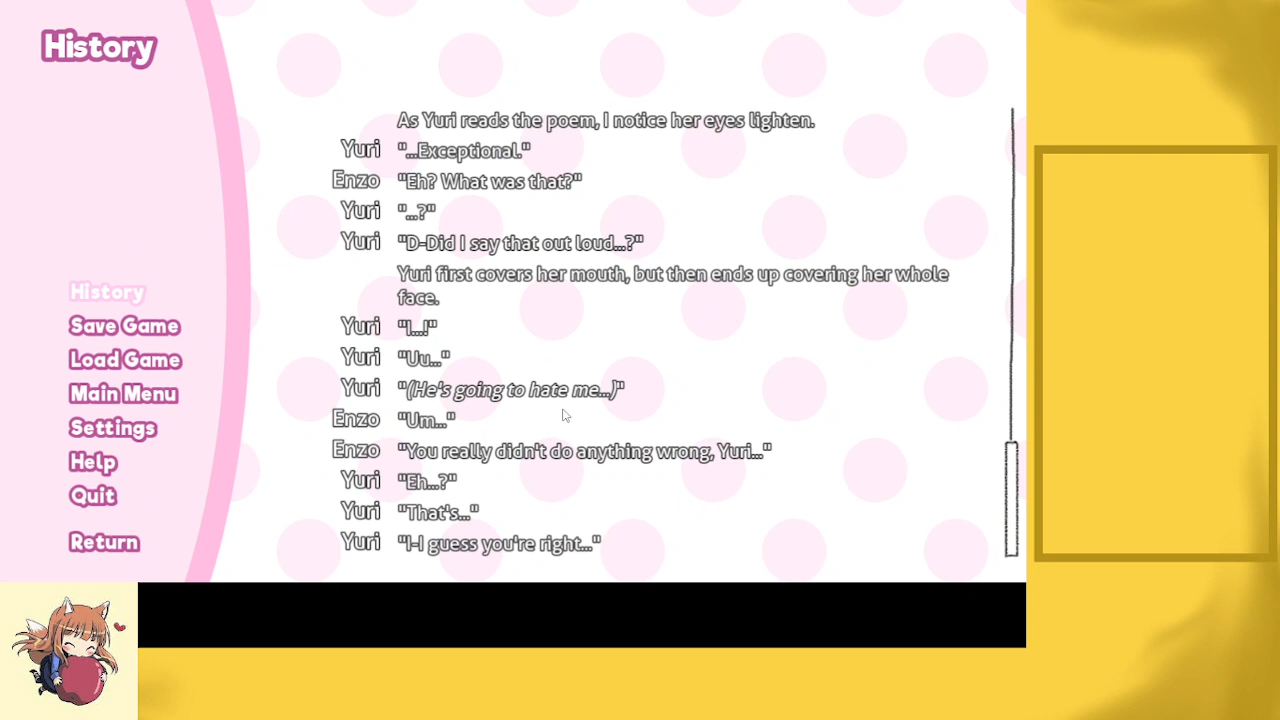 History
As Yuri reads the poem, I notice her eyes lighten.
Yuri "...Exceptional."
Enzo "Eh? What was that?"
Yuri "...?"
Yuri "D-Did I say that out loud...?"
Yuri first covers her mouth, but then ends up covering her whole
face.
Yuri "I...!"
Yuri "Uu..."
Yuri "(He's going to hate me...)"
Enzo "Um..."
Enzo "You really didn't do anything wrong, Yuri..."
Yuri "Eh...?"
Yuri "That's..."
Yuri "I-I guess you're right..."
History
Save Game
Load Game
Main Menu
Settings
Help
Quit
Return